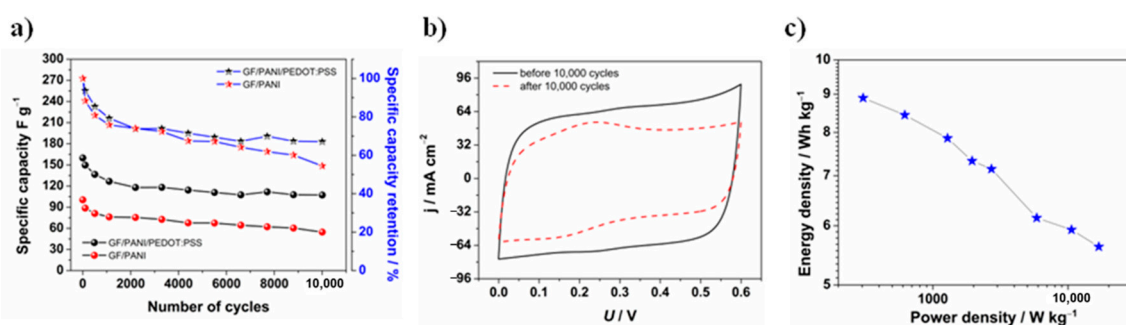 a)
300
270
240
210
180
150
120
90
60
30
0
Specific capacity F g⁻¹
GF/PANI/PEDOT:PSS
GF/PANI
GF/PANI/PEDOT:PSS
GF/PANI
100
80
60
40
20
0
Specific capacity retention / %
0 2000 4000 6000 8000 10,000
Number of cycles
b)
96
64
32
0
−32
−64
−96
j / mA cm⁻²
before 10,000 cycles
after 10,000 cycles
0.0 0.1 0.2 0.3 0.4 0.5 0.6
U / V
c)
10
9
8
7
6
5
Energy density / Wh kg⁻¹
1000 10,000
Power density / W kg⁻¹